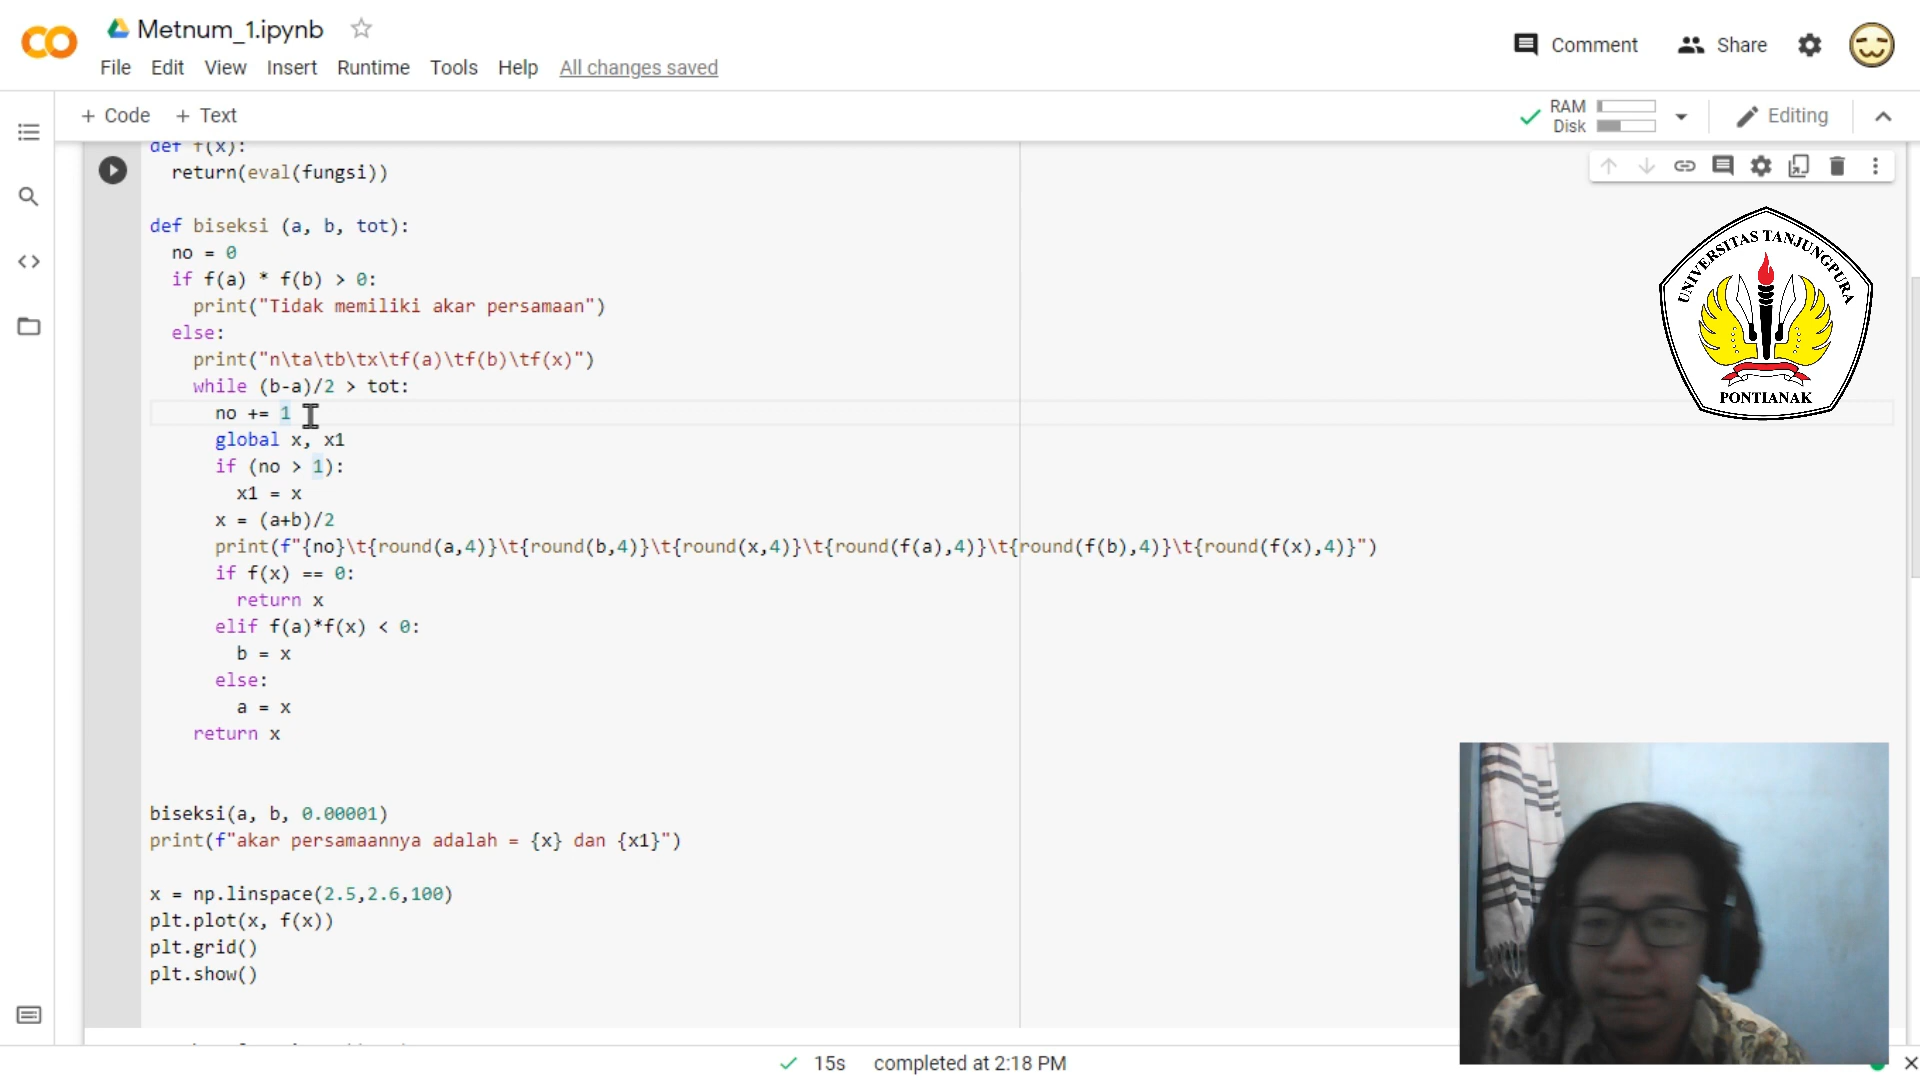 Metnum_1.ipynb
Comment
Share
File Edit View Insert Runtime Tools Help All changes saved
+ Code + Text
RAM
Disk
Editing
def f(x):
return(eval(fungsi))
def biseksi (a, b, tot):
no = 0
if f(a) * f(b) > 0:
print("Tidak memiliki akar persamaan")
else:
print("n\ta\tb\tx\tf(a)\tf(b)\tf(x)")
while (b-a)/2 > tot:
no += 1
global x, x1
if (no > 1):
x1 = x
x = (a+b)/2
print(f"{no}\t{round(a,4)}\t{round(b,4)}\t{round(x,4)}\t{round(f(a),4)}\t{round(f(b),4)}\t{round(f(x),4)}")
if f(x) == 0:
return x
elif f(a)*f(x) < 0:
b = x
else:
a = x
return x
biseksi(a, b, 0.00001)
print(f"akar persamaannya adalah = {x} dan {x1}")
x = np.linspace(2.5,2.6,100)
plt.plot(x, f(x))
plt.grid()
plt.show()
UNIVERSITAS TANJUNGPURA
PONTIANAK
15s completed at 2:18 PM